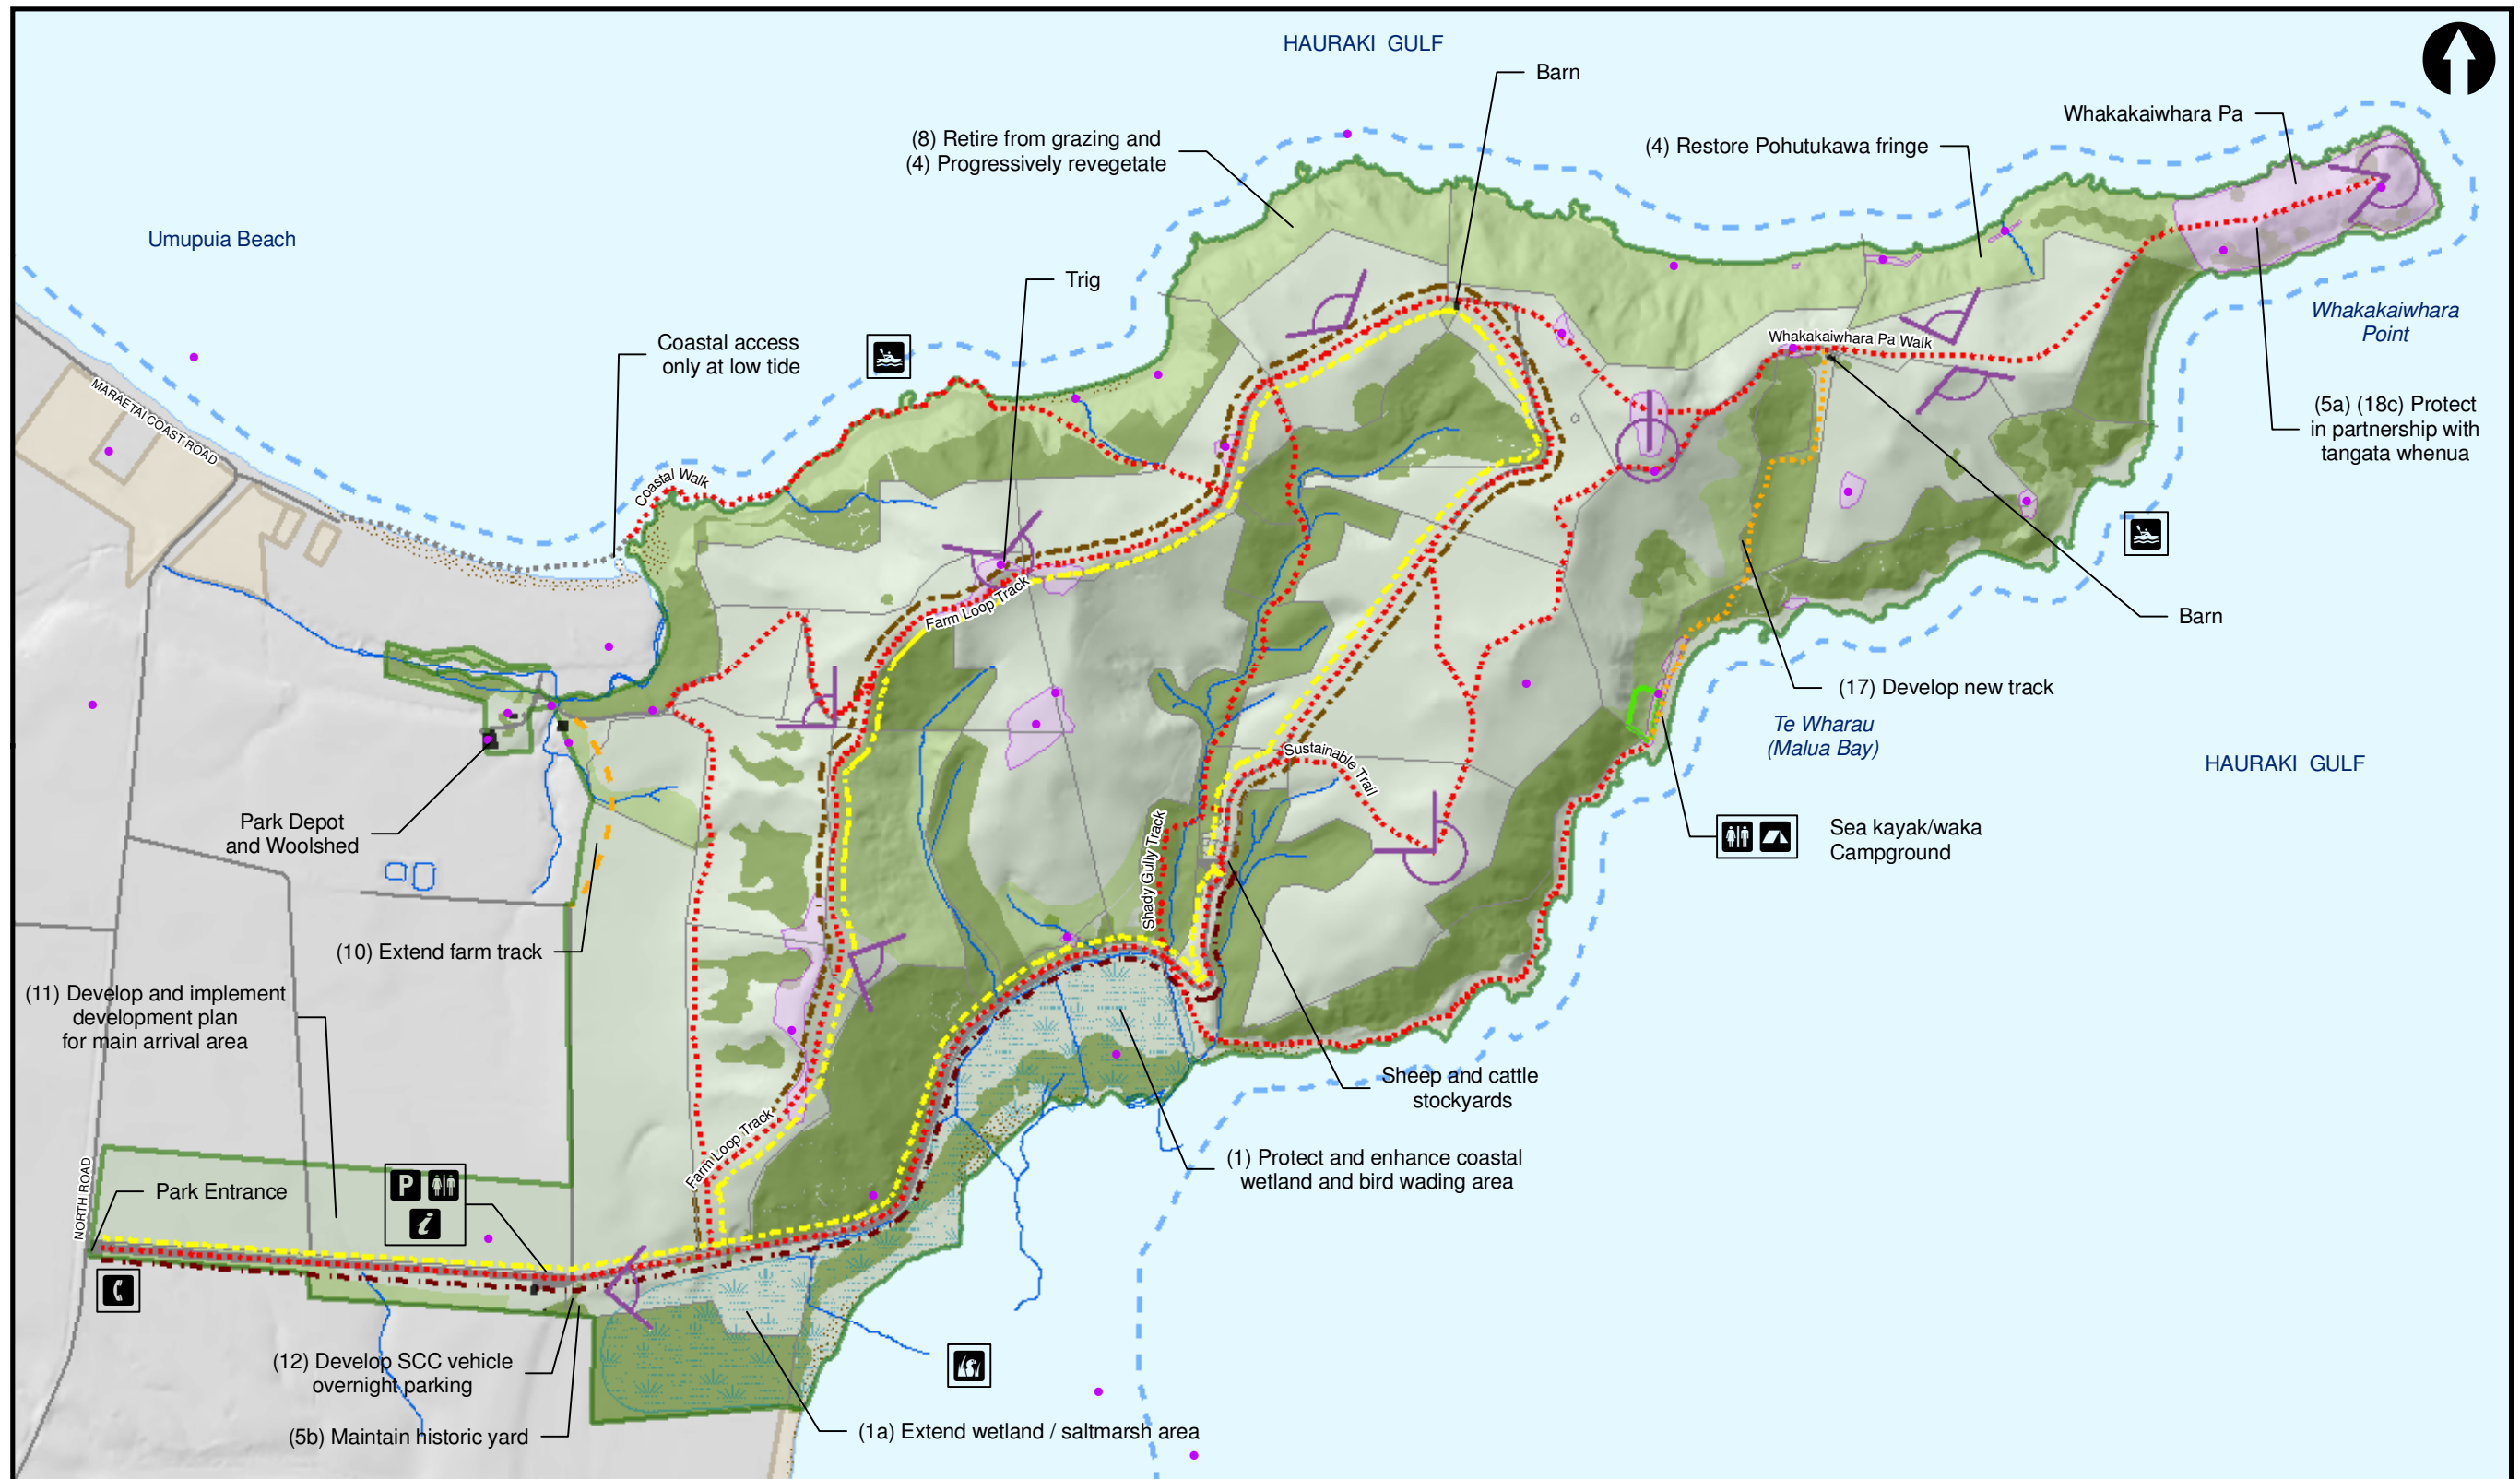 HAURAKI GULF
Barn
Whakakaiwhara Pa
(8) Retire from grazing and
(4) Progressively revegetate
(4) Restore Pohutukawa fringe
Umupuia Beach
Trig
Whakakaiwhara
Point
Coastal access
only at low tide
Whakakaiwhara Pa Walk
MARAETAI COAST ROAD
(5a) (18c) Protect
in partnership with
tangata whenua
Coastal Walk
Farm Loop Track
Barn
(17) Develop new track
Te Wharau
(Malua Bay)
Sustainable Trail
HAURAKI GULF
Park Depot
and Woolshed
Shady Gully Track
Sea kayak/waka
Campground
(10) Extend farm track
(11) Develop and implement
development plan
for main arrival area
Sheep and cattle
stockyards
Farm Loop Track
(1) Protect and enhance coastal
wetland and bird wading area
NORTH ROAD
Park Entrance
P
i
(12) Develop SCC vehicle
overnight parking
(5b) Maintain historic yard
(1a) Extend wetland / saltmarsh area